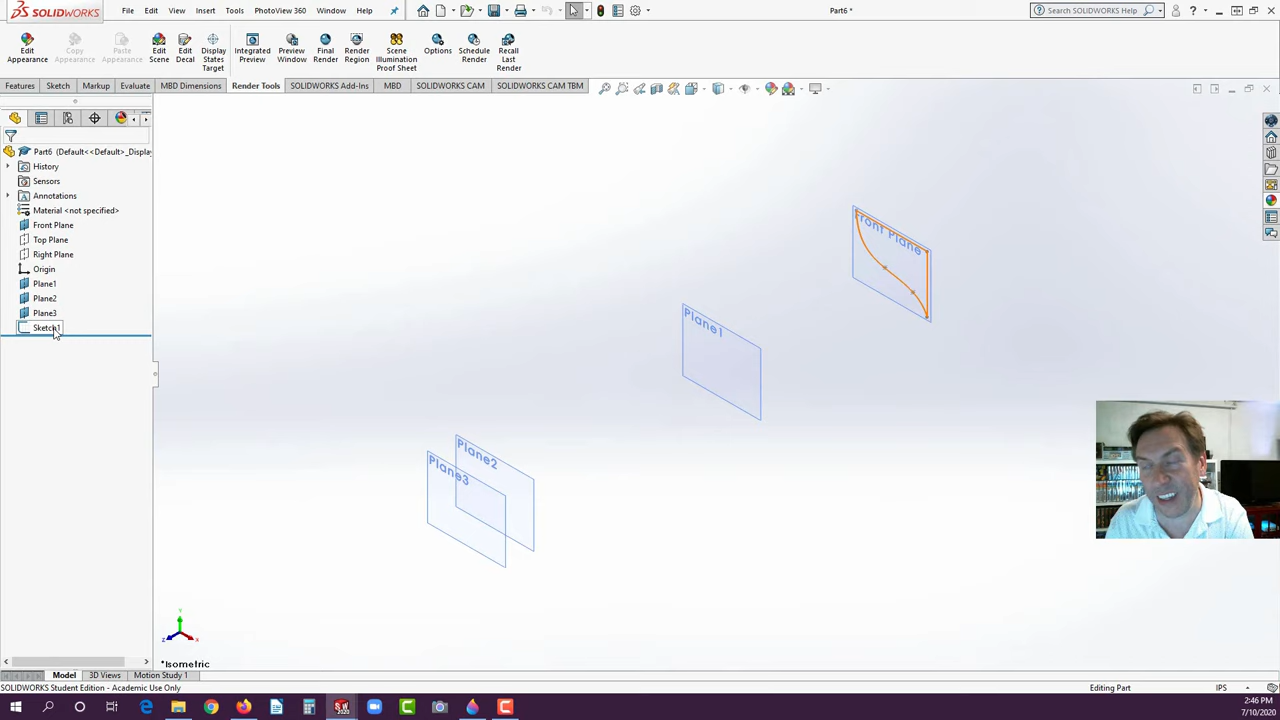 SOLIDWORKS
File Edit View Insert Tools PhotoView 360 Window Help
Part6 *
Search SOLIDWORKS Help
Edit Appearance
Copy Appearance
Paste Appearance
Edit Scene
Edit Decal
Display States Target
Integrated Preview
Preview Window
Final Render
Render Region
Scene Illumination Proof Sheet
Options
Schedule Render
Recall Last Render
Features Sketch Markup Evaluate MBD Dimensions Render Tools SOLIDWORKS Add-Ins MBD SOLIDWORKS CAM SOLIDWORKS CAM TBM
Part6 (Default<<Default>_Display
History
Sensors
Annotations
Material <not specified>
Front Plane
Top Plane
Right Plane
Origin
Plane1
Plane2
Plane3
Sketch1
Front Plane
Plane1
Plane2
Plane3
Y
Z
X
*Isometric
Model 3D Views Motion Study 1
SOLIDWORKS Student Edition - Academic Use Only
Editing Part
IPS
2:46 PM
7/10/2020